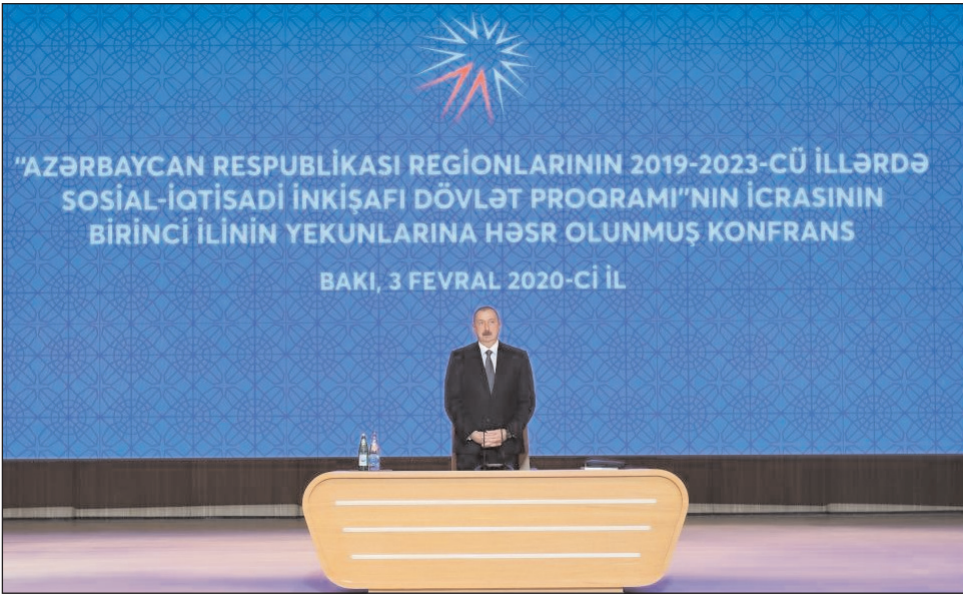 "AZƏRBAYCAN RESPUBLİKASI REGİONLARININ 2019-2023-CÜ İLLƏRDƏ
SOSİAL-İQTİSADİ İNKİŞAFI DÖVLƏT PROQRAMI"NIN İCRASININ
BİRİNCİ İLİNİN YEKUNLARINA HƏSR OLUNMUŞ KONFRANS
BAKI, 3 FEVRAL 2020-Cİ İL